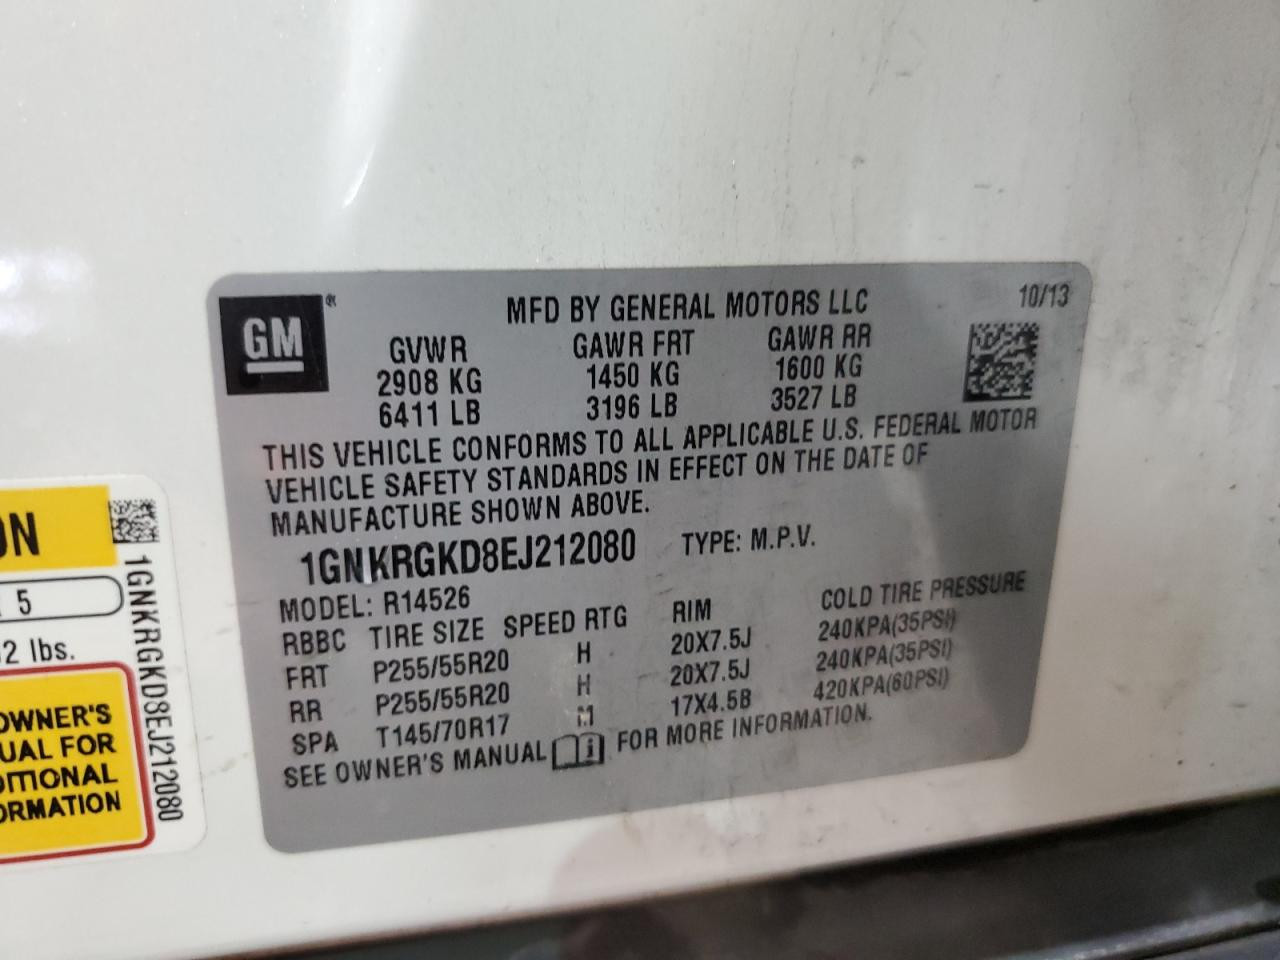 GM
®
MFD BY GENERAL MOTORS LLC
10/13
GVWR GAWR FRT GAWR RR
2908 KG 1450 KG 1600 KG
6411 LB 3196 LB 3527 LB
THIS VEHICLE CONFORMS TO ALL APPLICABLE U.S. FEDERAL MOTOR
VEHICLE SAFETY STANDARDS IN EFFECT ON THE DATE OF
MANUFACTURE SHOWN ABOVE.
1GNKRGKD8EJ212080 TYPE: M.P.V.
MODEL: R14526
RBBC TIRE SIZE SPEED RTG RIM COLD TIRE PRESSURE
FRT P255/55R20 H 20X7.5J 240KPA(35PSI)
RR P255/55R20 H 20X7.5J 240KPA(35PSI)
SPA T145/70R17 M 17X4.5B 420KPA(60PSI)
SEE OWNER'S MANUAL i FOR MORE INFORMATION.
ON
5
2 lbs.
OWNER'S
UAL FOR
DITIONAL
ORMATION
1GNKRGKD8EJ212080